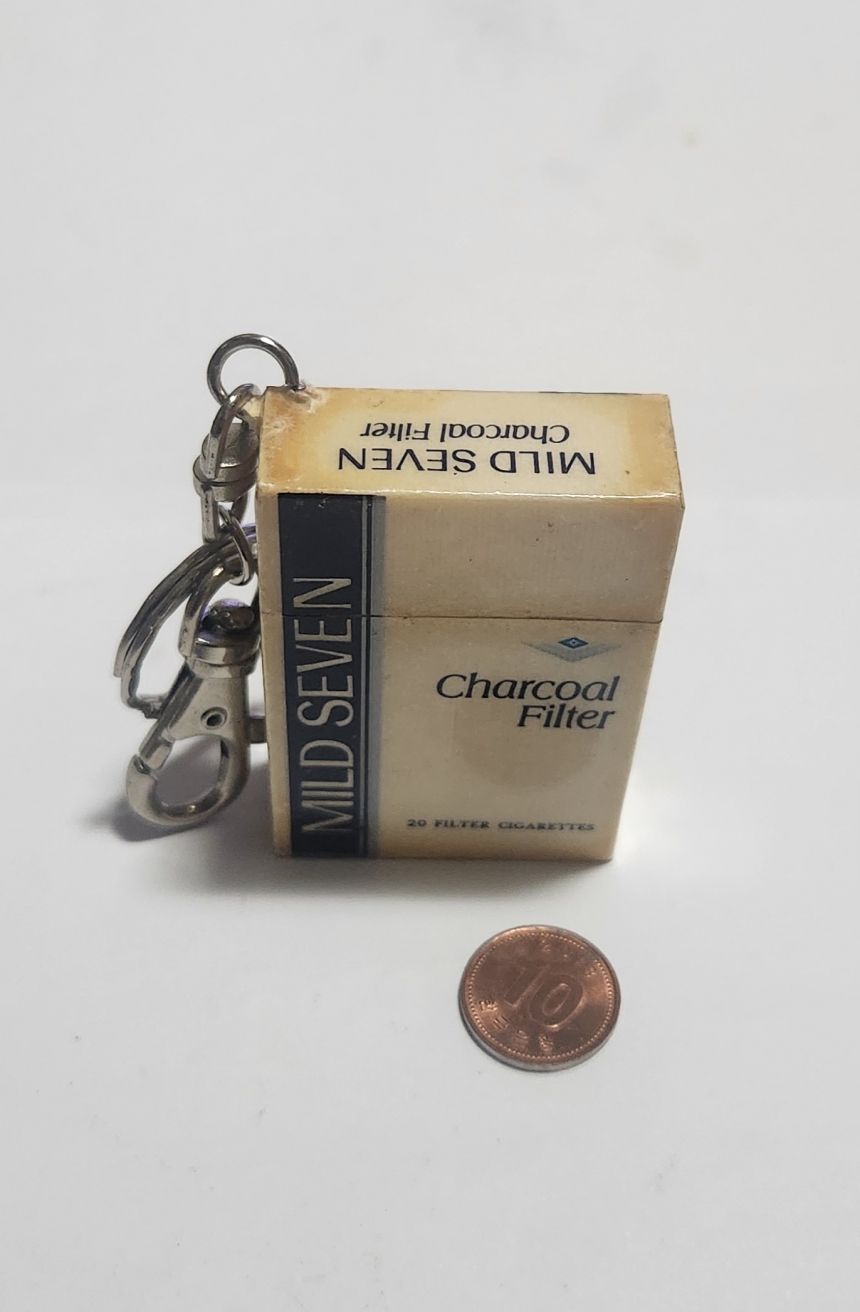 MILD SEVEN
Charcoal Filter
MILD SEVEN
Charcoal
Filter
20 FILTER CIGARETTES
10